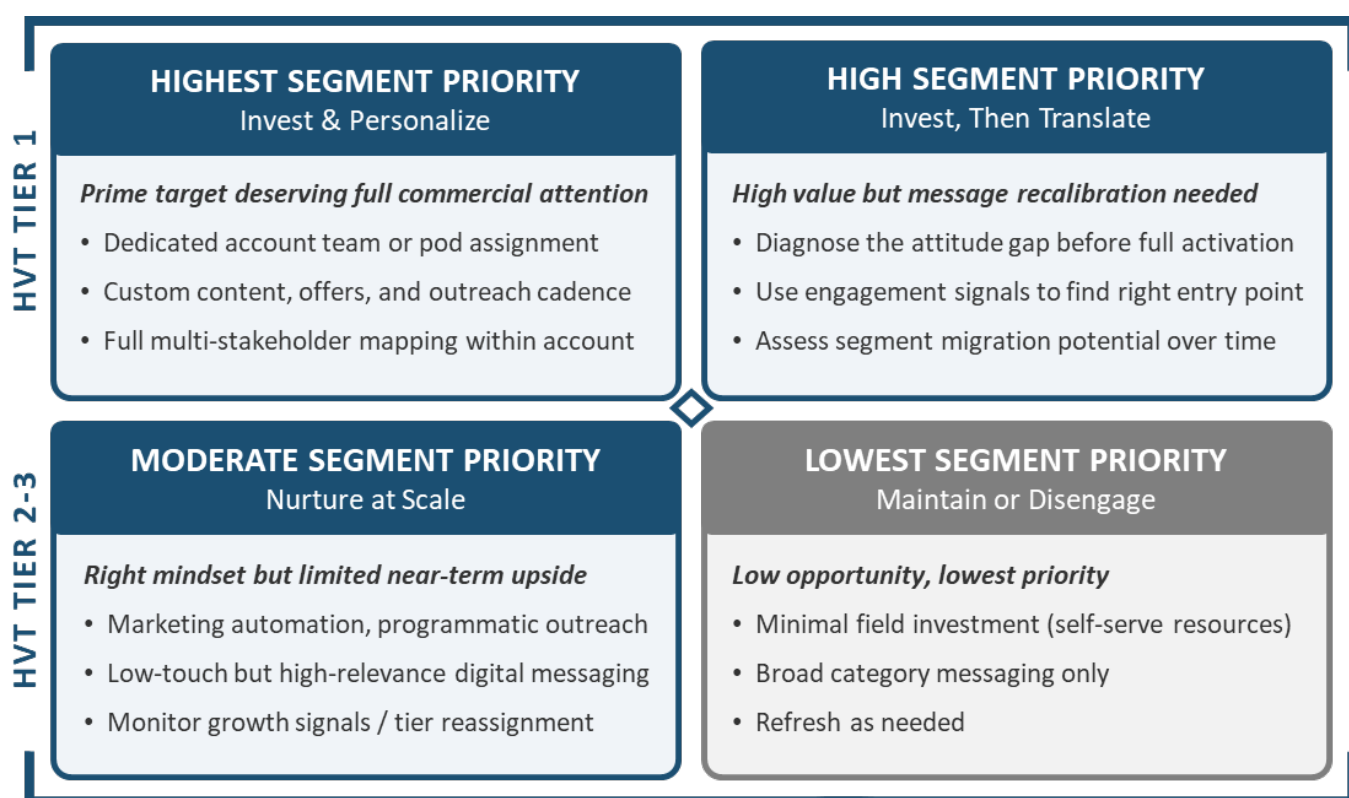 HVT TIER 1
HIGHEST SEGMENT PRIORITY
Invest & Personalize
Prime target deserving full commercial attention
• Dedicated account team or pod assignment
• Custom content, offers, and outreach cadence
• Full multi-stakeholder mapping within account
HIGH SEGMENT PRIORITY
Invest, Then Translate
High value but message recalibration needed
• Diagnose the attitude gap before full activation
• Use engagement signals to find right entry point
• Assess segment migration potential over time
HVT TIER 2-3
MODERATE SEGMENT PRIORITY
Nurture at Scale
Right mindset but limited near-term upside
• Marketing automation, programmatic outreach
• Low-touch but high-relevance digital messaging
• Monitor growth signals / tier reassignment
LOWEST SEGMENT PRIORITY
Maintain or Disengage
Low opportunity, lowest priority
• Minimal field investment (self-serve resources)
• Broad category messaging only
• Refresh as needed